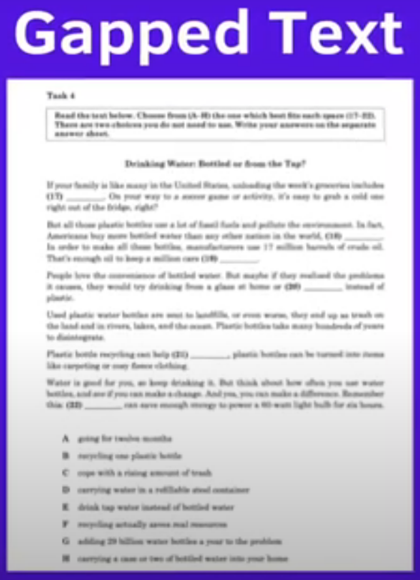 Gapped Text
Task 4
Read the text below. Choose from (A-H) the one which best fits each space (17-22).
There are two choices you do not need to use. Write your answers on the separate
answer sheet.
Drinking Water: Bottled or from the Tap?
If your family is like many in the United States, unloading the week's groceries includes
(17) ________. On your way to a soccer game or activity, it's easy to grab a cold one
right out of the fridge, right?
But all those plastic bottles use a lot of fossil fuels and pollute the environment. In fact,
Americans buy more bottled water than any other nation in the world, (18) ________.
In order to make all these bottles, manufacturers use 17 million barrels of crude oil.
That's enough oil to keep a million cars (19) ________.
People love the convenience of bottled water. But maybe if they realised the problems
it causes, they would try drinking from a glass at home or (20) ________ instead of
plastic.
Used plastic water bottles are sent to landfills, or even worse, they end up as trash on
the land and in rivers, lakes, and the ocean. Plastic bottles take many hundreds of years
to disintegrate.
Plastic bottle recycling can help (21) ________, plastic bottles can be turned into items
like carpeting or cosy fleece clothing.
Water is good for you, so keep drinking it. But think about how often you use water
bottles, and see if you can make a change. And yes, you can make a difference. Remember
this: (22) ________ can save enough energy to power a 60-watt light bulb for six hours.
A going for twelve months
B recycling one plastic bottle
C cope with a rising amount of trash
D carrying water in a refillable steel container
E drink tap water instead of bottled water
F recycling actually saves real resources
G adding 29 billion water bottles a year to the problem
H carrying a case or two of bottled water into your home